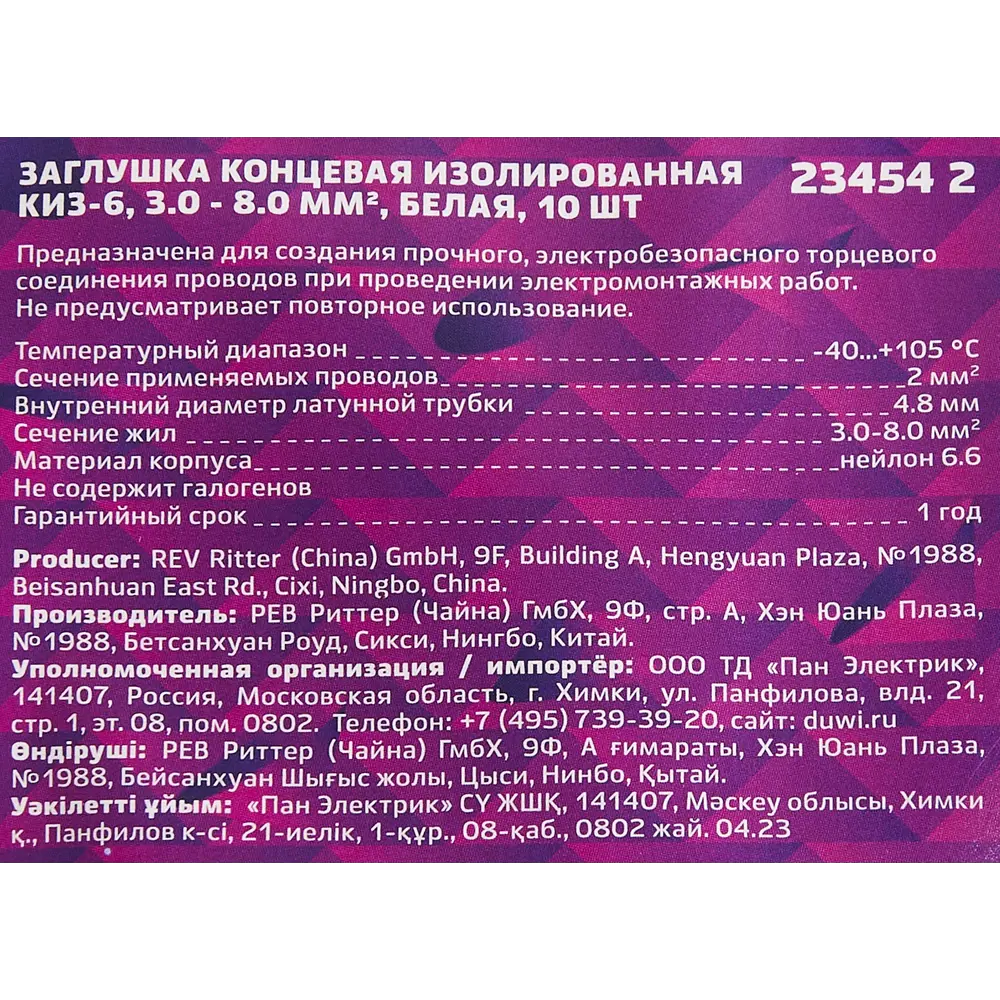 ЗАГЛУШКА КОНЦЕВАЯ ИЗОЛИРОВАННАЯ 23454 2
КИЗ-6, 3.0 - 8.0 ММ², БЕЛАЯ, 10 ШТ
Предназначена для создания прочного, электробезопасного торцевого
соединения проводов при проведении электромонтажных работ.
Не предусматривает повторное использование.
Температурный диапазон -40...+105 °C
Сечение применяемых проводов 2 мм²
Внутренний диаметр латунной трубки 4.8 мм
Сечение жил 3.0-8.0 мм²
Материал корпуса нейлон 6.6
Не содержит галогенов
Гарантийный срок 1 год
Producer: REV Ritter (China) GmbH, 9F, Building A, Hengyuan Plaza, №1988,
Beisanhuan East Rd., Cixi, Ningbo, China.
Производитель: РЕВ Риттер (Чайна) ГмбХ, 9Ф, стр. А, Хэн Юань Плаза,
№1988, Бетсанхуан Роуд, Сикси, Нингбо, Китай.
Уполномоченная организация / импортёр: ООО ТД «Пан Электрик»,
141407, Россия, Московская область, г. Химки, ул. Панфилова, влд. 21,
стр. 1, эт. 08, пом. 0802. Телефон: +7 (495) 739-39-20, сайт: duwi.ru
Өндіруші: РЕВ Риттер (Чайна) ГмбХ, 9Ф, А ғимараты, Хэн Юань Плаза,
№1988, Бейсанхуан Шығыс жолы, Цысы, Нинбо, Қытай.
Уәкілетті ұйым: «Пан Электрик» СҮ ЖШҚ, 141407, Мәскеу облысы, Химки
қ., Панфилов к-сі, 21-иелік, 1-құр., 08-қаб., 0802 жай. 04.23